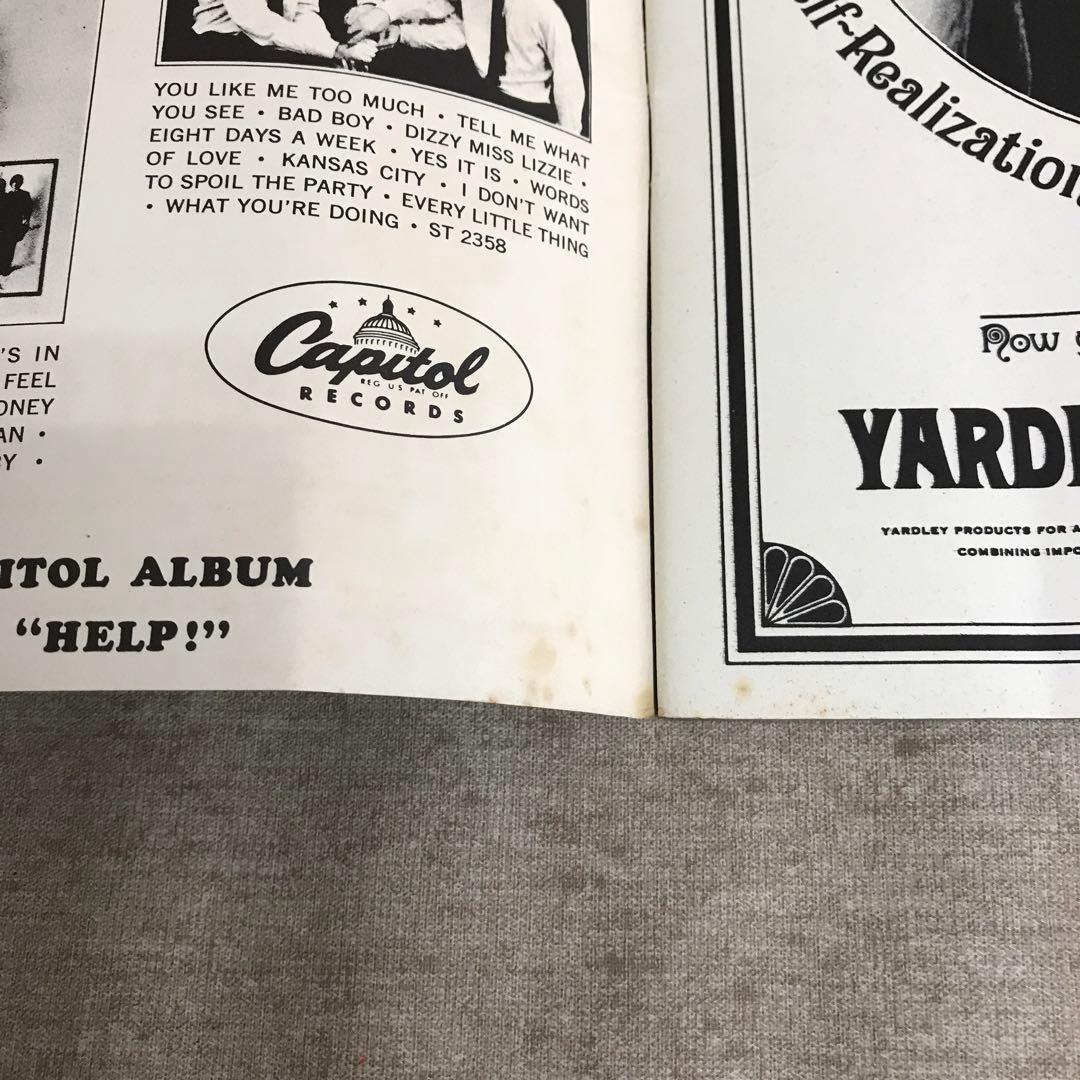 YOU LIKE ME TOO MUCH • TELL ME WHAT
YOU SEE • BAD BOY • DIZZY MISS LIZZIE •
EIGHT DAYS A WEEK • YES IT IS • WORDS
OF LOVE • KANSAS CITY • I DON'T WANT
TO SPOIL THE PARTY • EVERY LITTLE THING
• WHAT YOU'RE DOING • ST 2358
Capitol
REG US PAT OFF
RECORDS
'S IN
FEEL
ONEY
AN •
Y •
ITOL ALBUM
“HELP!”
lf-Realization
Now
YARD
YARDLEY PRODUCTS FOR A
COMBINING IMPO